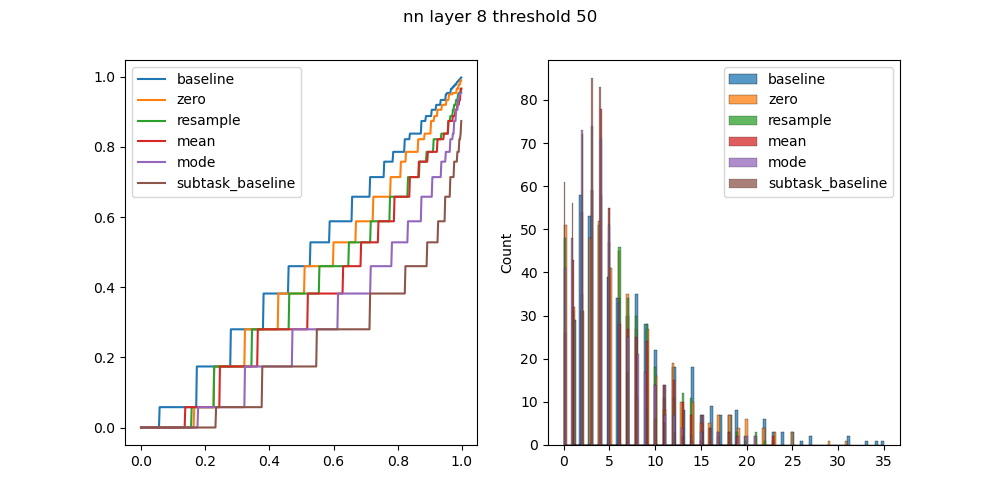 nn layer 8 threshold 50
1.0
0.8
0.6
0.4
0.2
0.0
0.0 0.2 0.4 0.6 0.8 1.0
baseline
zero
resample
mean
mode
subtask_baseline
Count
80
70
60
50
40
30
20
10
0
0 5 10 15 20 25 30 35
baseline
zero
resample
mean
mode
subtask_baseline